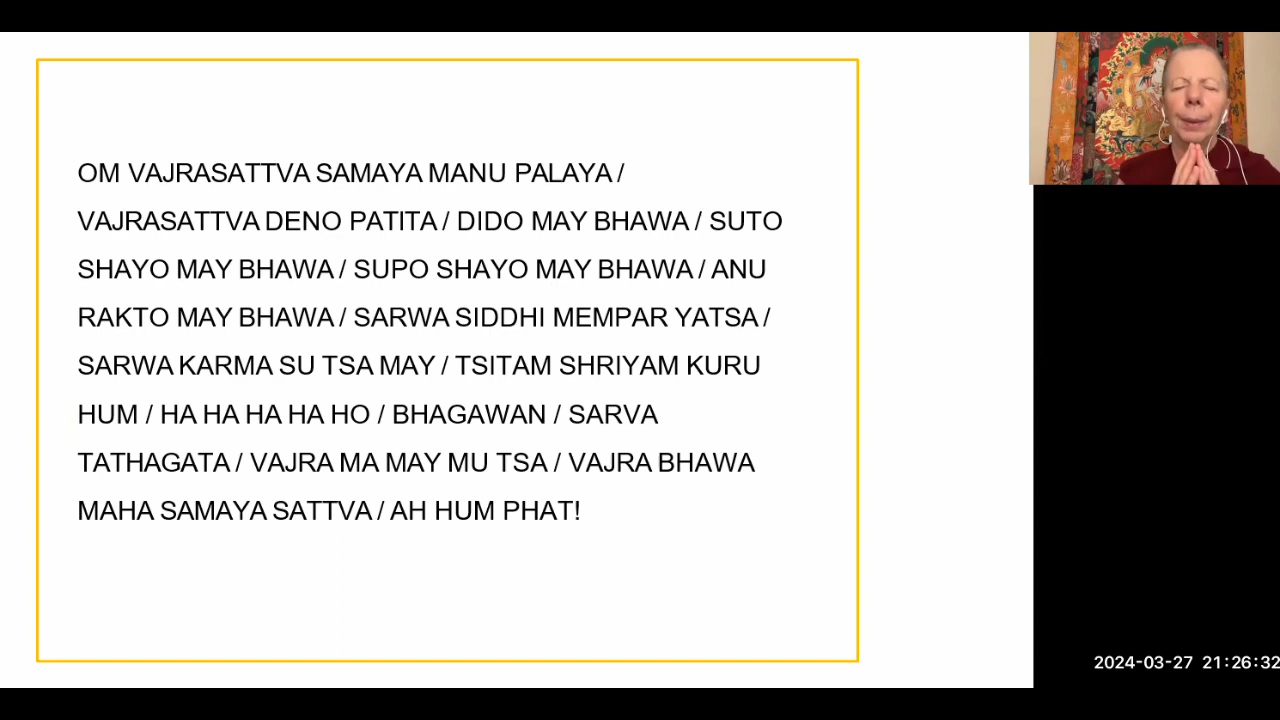 OM VAJRASATTVA SAMAYA MANU PALAYA /
VAJRASATTVA DENO PATITA / DIDO MAY BHAWA / SUTO
SHAYO MAY BHAWA / SUPO SHAYO MAY BHAWA / ANU
RAKTO MAY BHAWA / SARWA SIDDHI MEMPAR YATSA /
SARWA KARMA SU TSA MAY / TSITAM SHRIYAM KURU
HUM / HA HA HA HA HO / BHAGAWAN / SARVA
TATHAGATA / VAJRA MA MAY MU TSA / VAJRA BHAWA
MAHA SAMAYA SATTVA / AH HUM PHAT!
2024-03-27 21:26:32